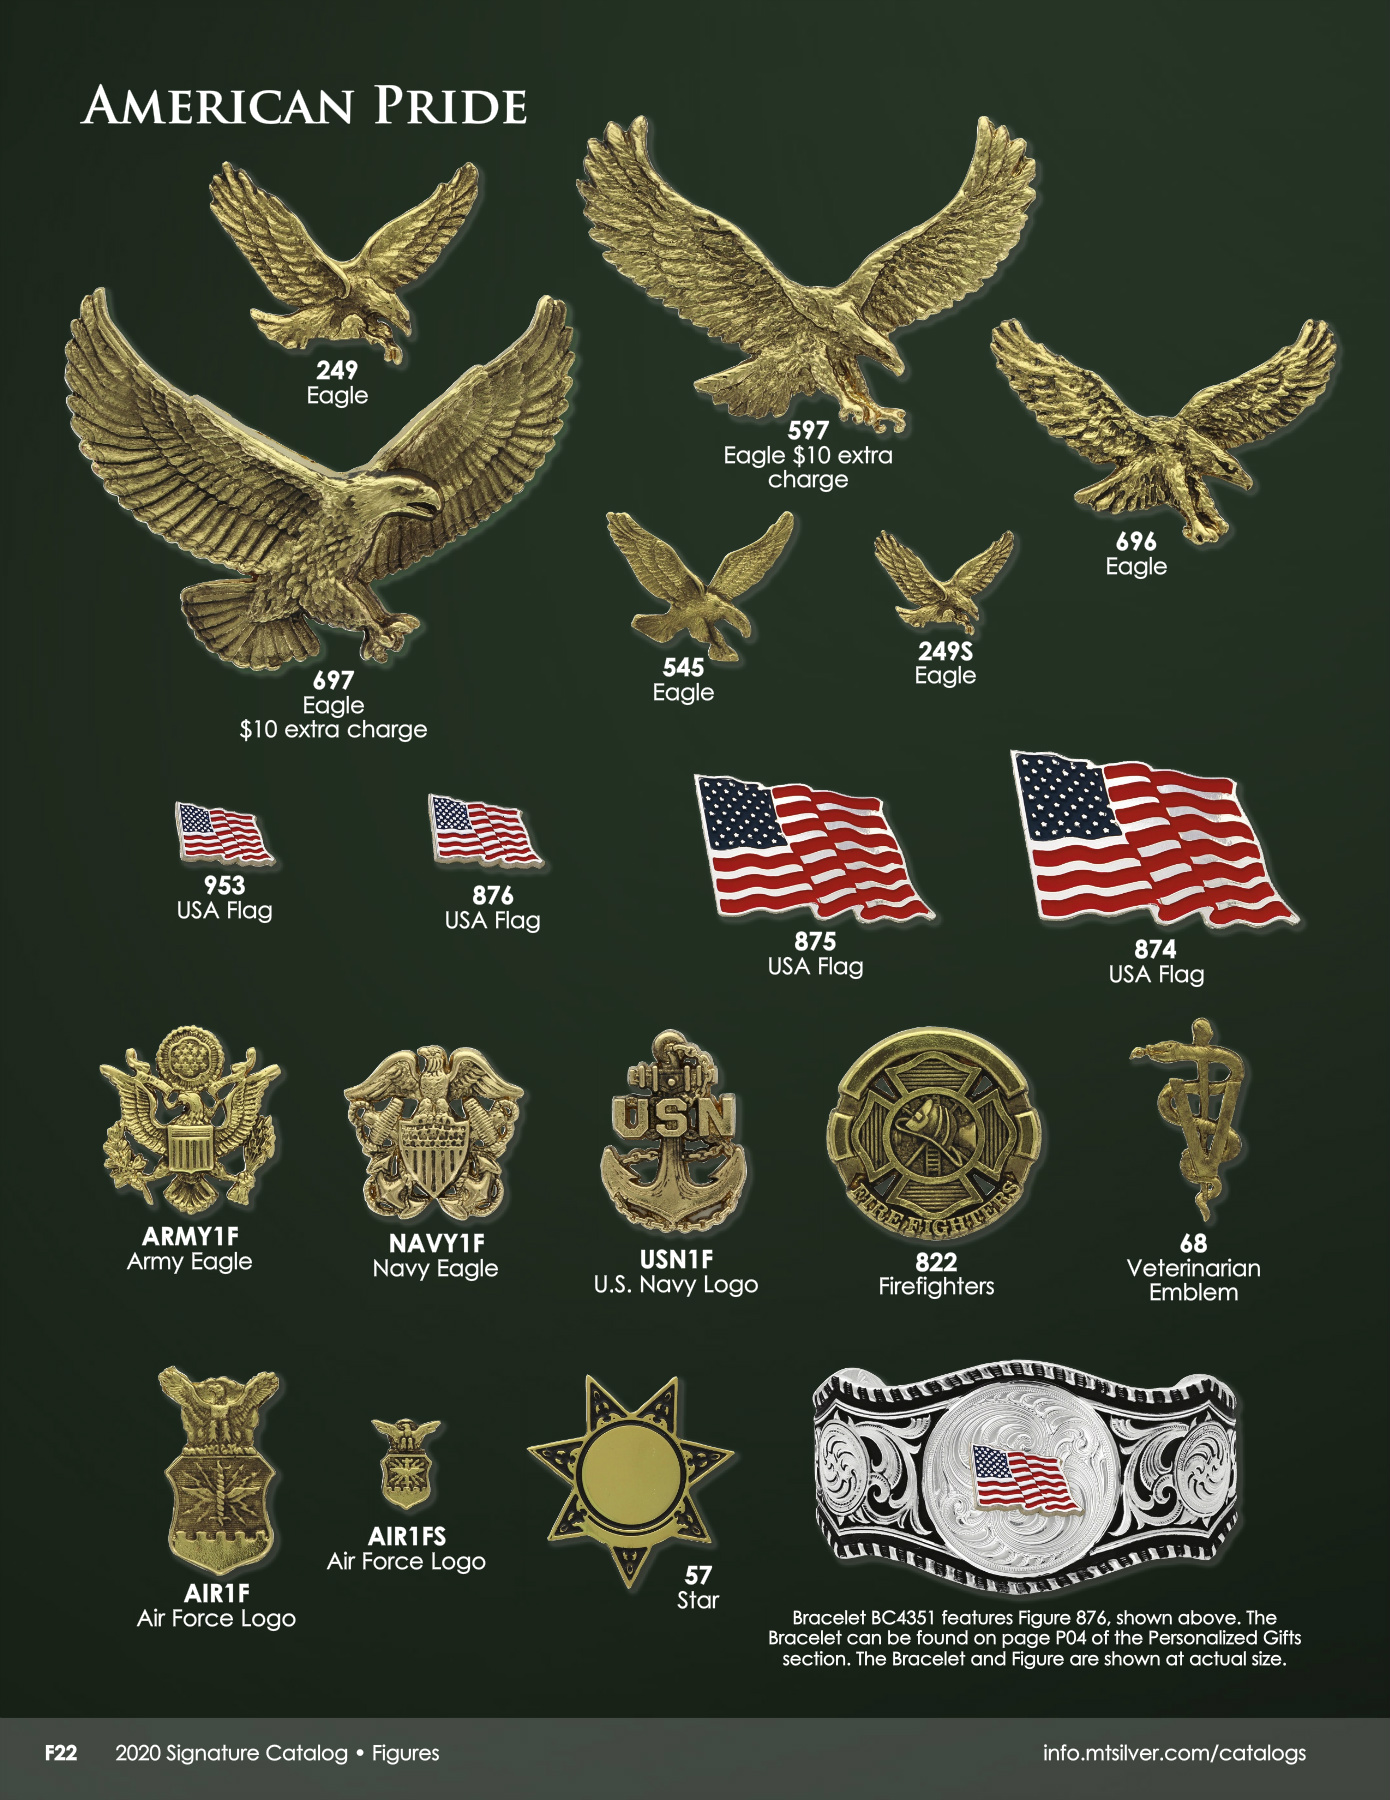 American Pride
249
Eagle
597
Eagle $10 extra
charge
696
Eagle
697
Eagle
$10 extra charge
545
Eagle
249S
Eagle
953
USA Flag
876
USA Flag
875
USA Flag
874
USA Flag
USN
FIREFIGHTERS
ARMY1F
Army Eagle
NAVY1F
Navy Eagle
USN1F
U.S. Navy Logo
822
Firefighters
68
Veterinarian
Emblem
AIR1F
Air Force Logo
AIR1FS
Air Force Logo
57
Star
Bracelet BC4351 features Figure 876, shown above. The
Bracelet can be found on page P04 of the Personalized Gifts
section. The Bracelet and Figure are shown at actual size.
F22 2020 Signature Catalog • Figures
info.mtsilver.com/catalogs